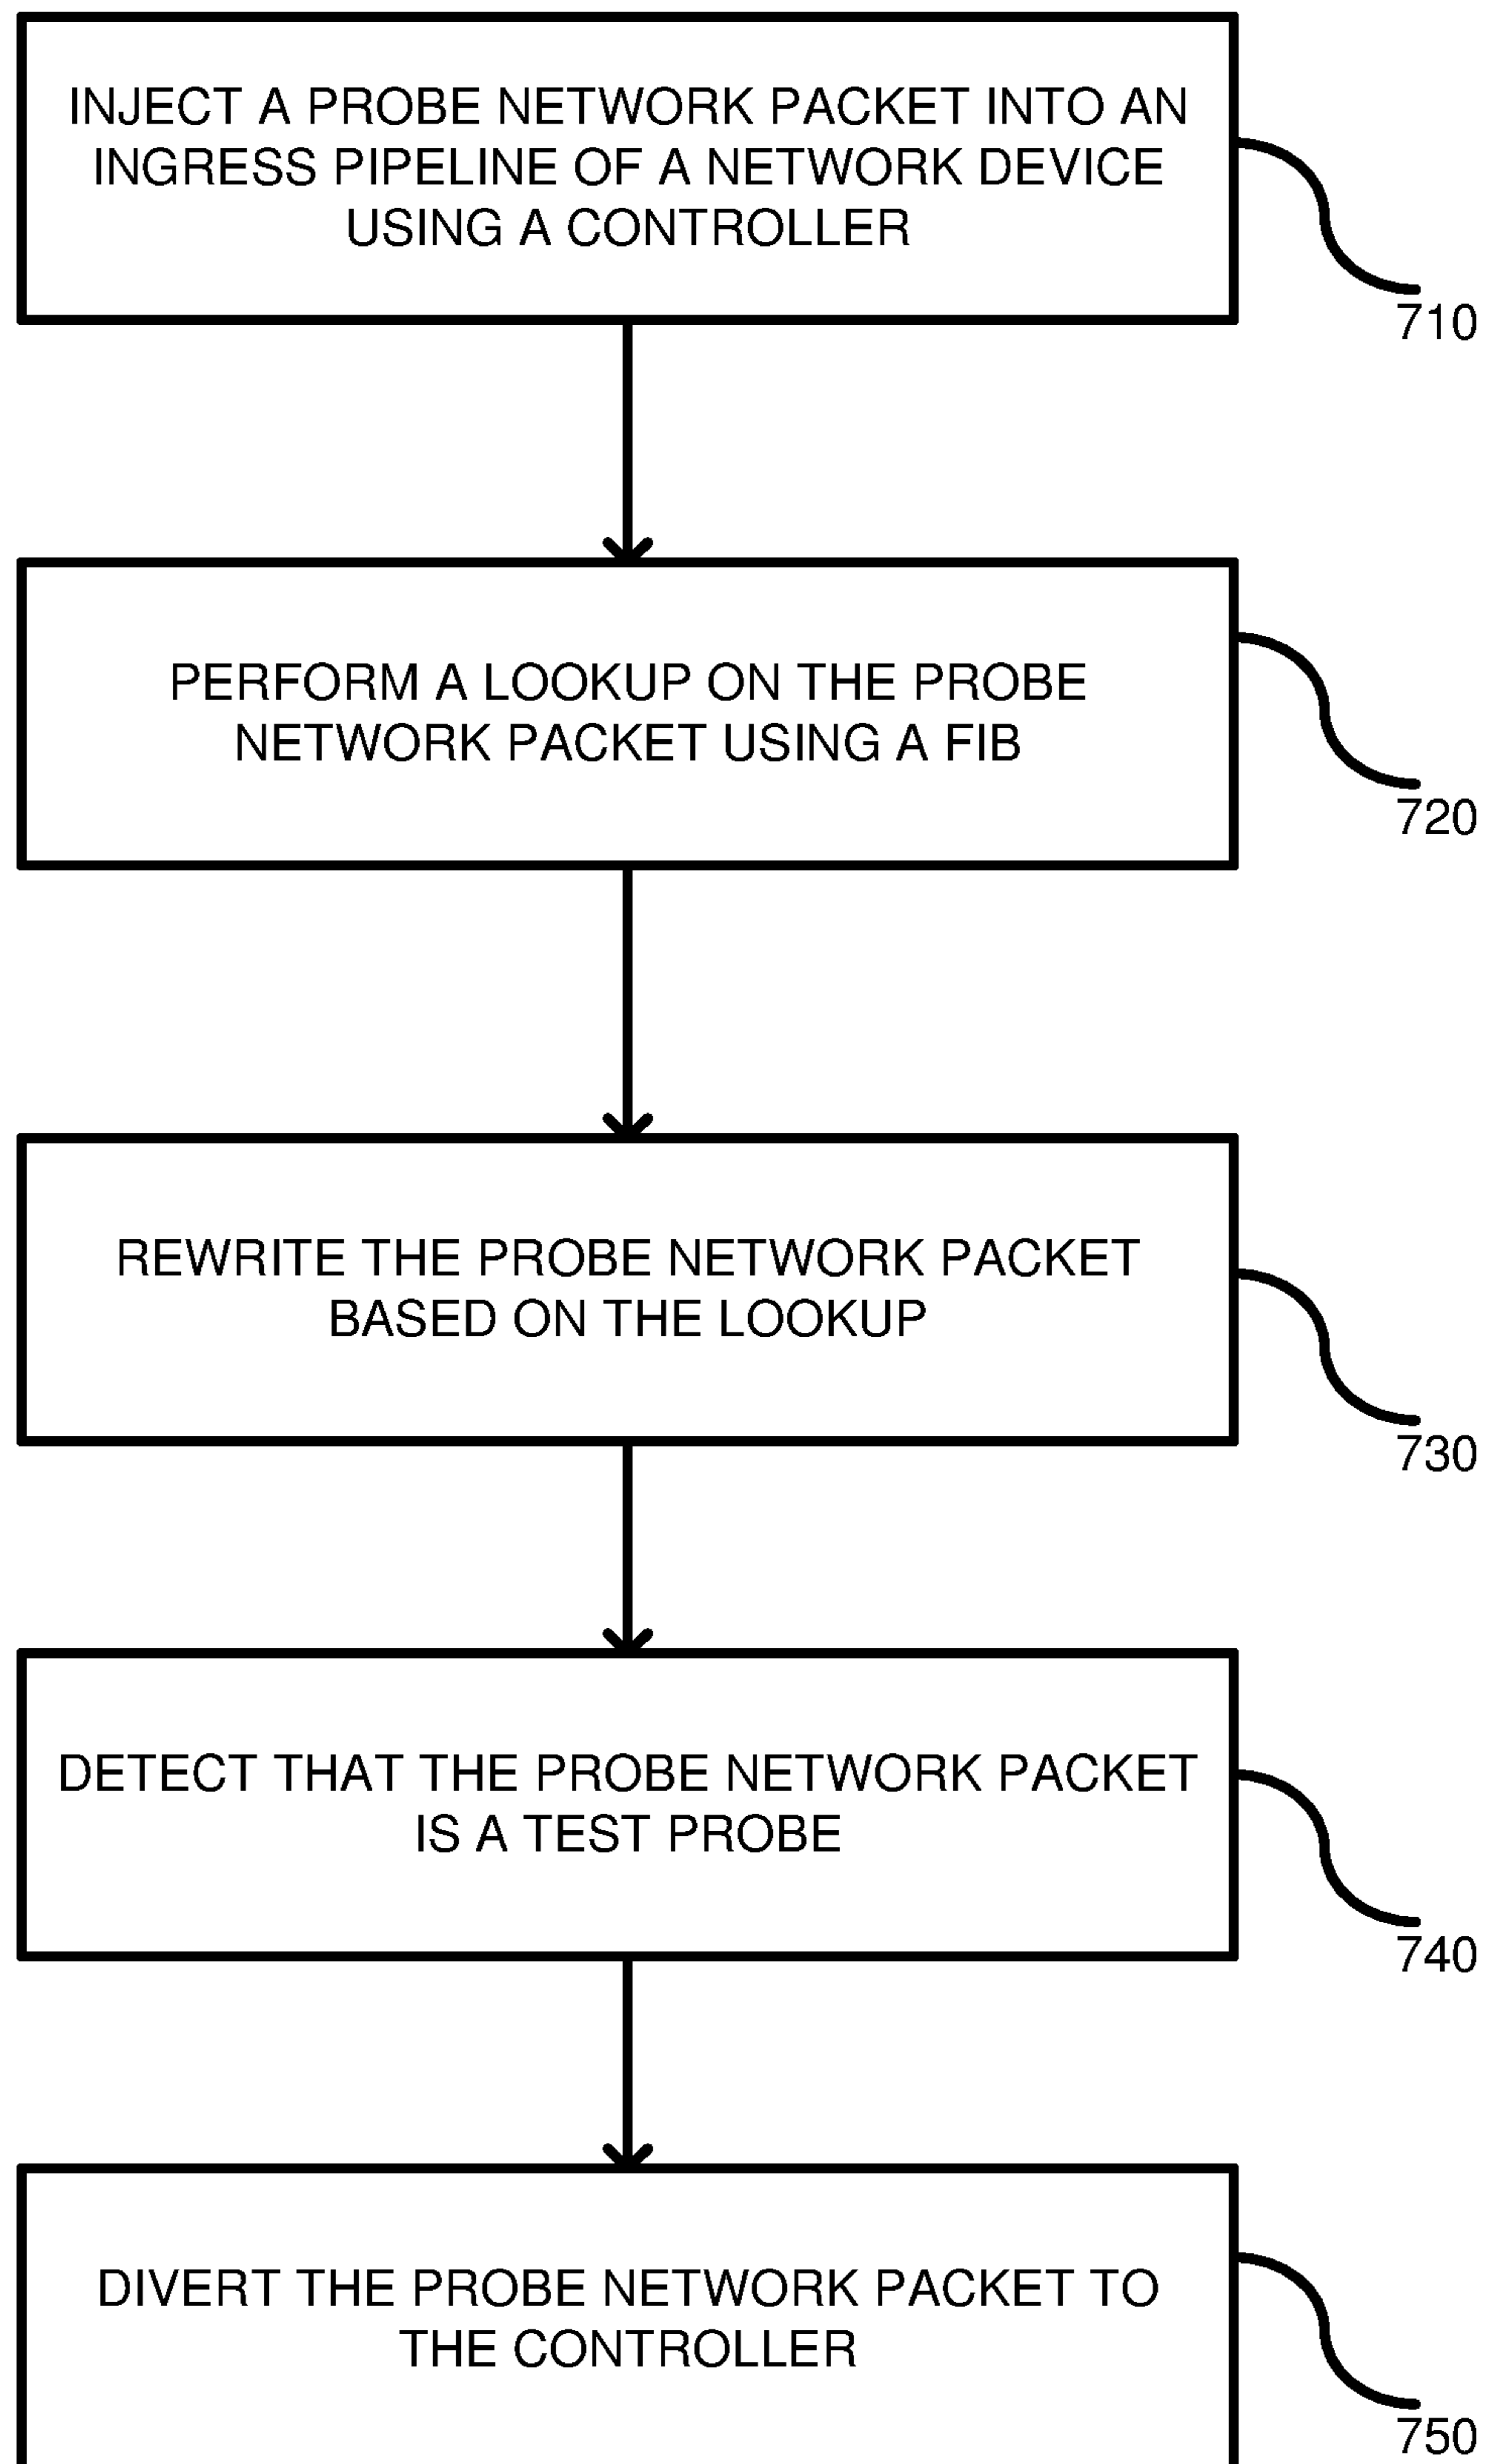 INJECT A PROBE NETWORK PACKET INTO AN
INGRESS PIPELINE OF A NETWORK DEVICE
USING A CONTROLLER
710
PERFORM A LOOKUP ON THE PROBE
NETWORK PACKET USING A FIB
720
REWRITE THE PROBE NETWORK PACKET
BASED ON THE LOOKUP
730
DETECT THAT THE PROBE NETWORK PACKET
IS A TEST PROBE
740
DIVERT THE PROBE NETWORK PACKET TO
THE CONTROLLER
750